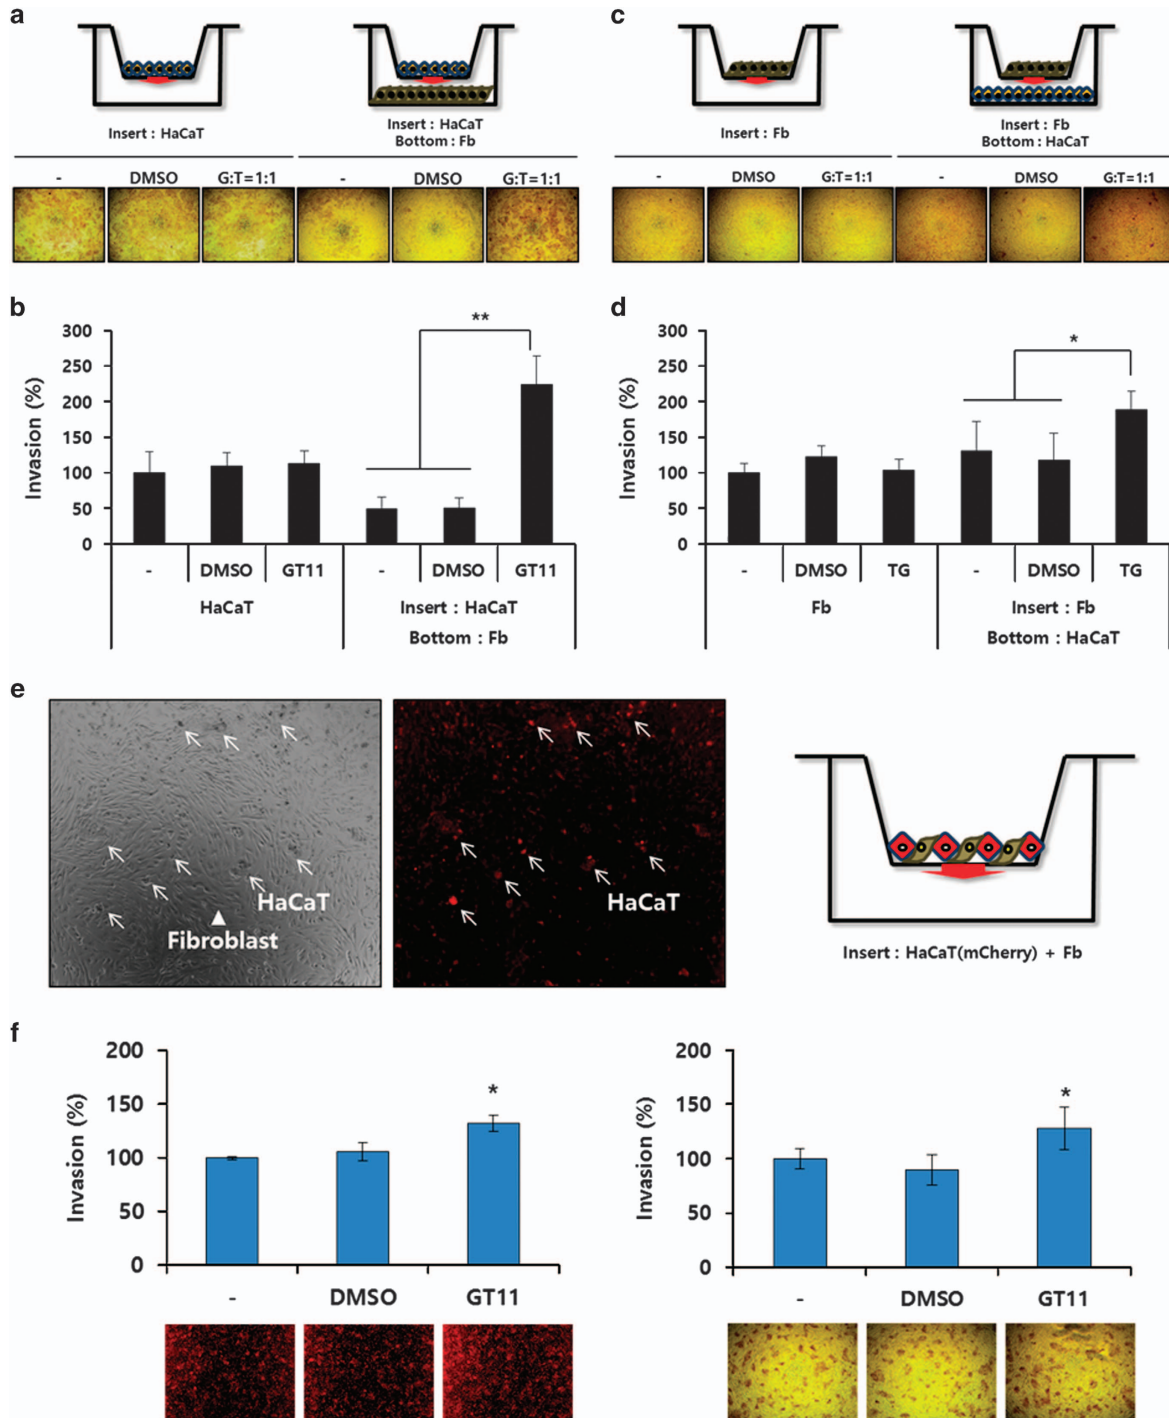 a
Insert : HaCaT
Insert : HaCaT
Bottom : Fb
- DMSO G:T=1:1 - DMSO G:T=1:1
c
Insert : Fb
Insert : Fb
Bottom : HaCaT
- DMSO G:T=1:1 - DMSO G:T=1:1
b
Invasion (%)
300
250
200
150
100
50
0
**
- DMSO GT11 - DMSO GT11
HaCaT
Insert : HaCaT
Bottom : Fb
d
Invasion (%)
300
250
200
150
100
50
0
*
- DMSO TG - DMSO TG
Fb
Insert : Fb
Bottom : HaCaT
e
HaCaT
Fibroblast
HaCaT
Insert : HaCaT(mCherry) + Fb
f
Invasion (%)
200
150
100
50
0
*
- DMSO GT11
Invasion (%)
200
150
100
50
0
*
- DMSO GT11